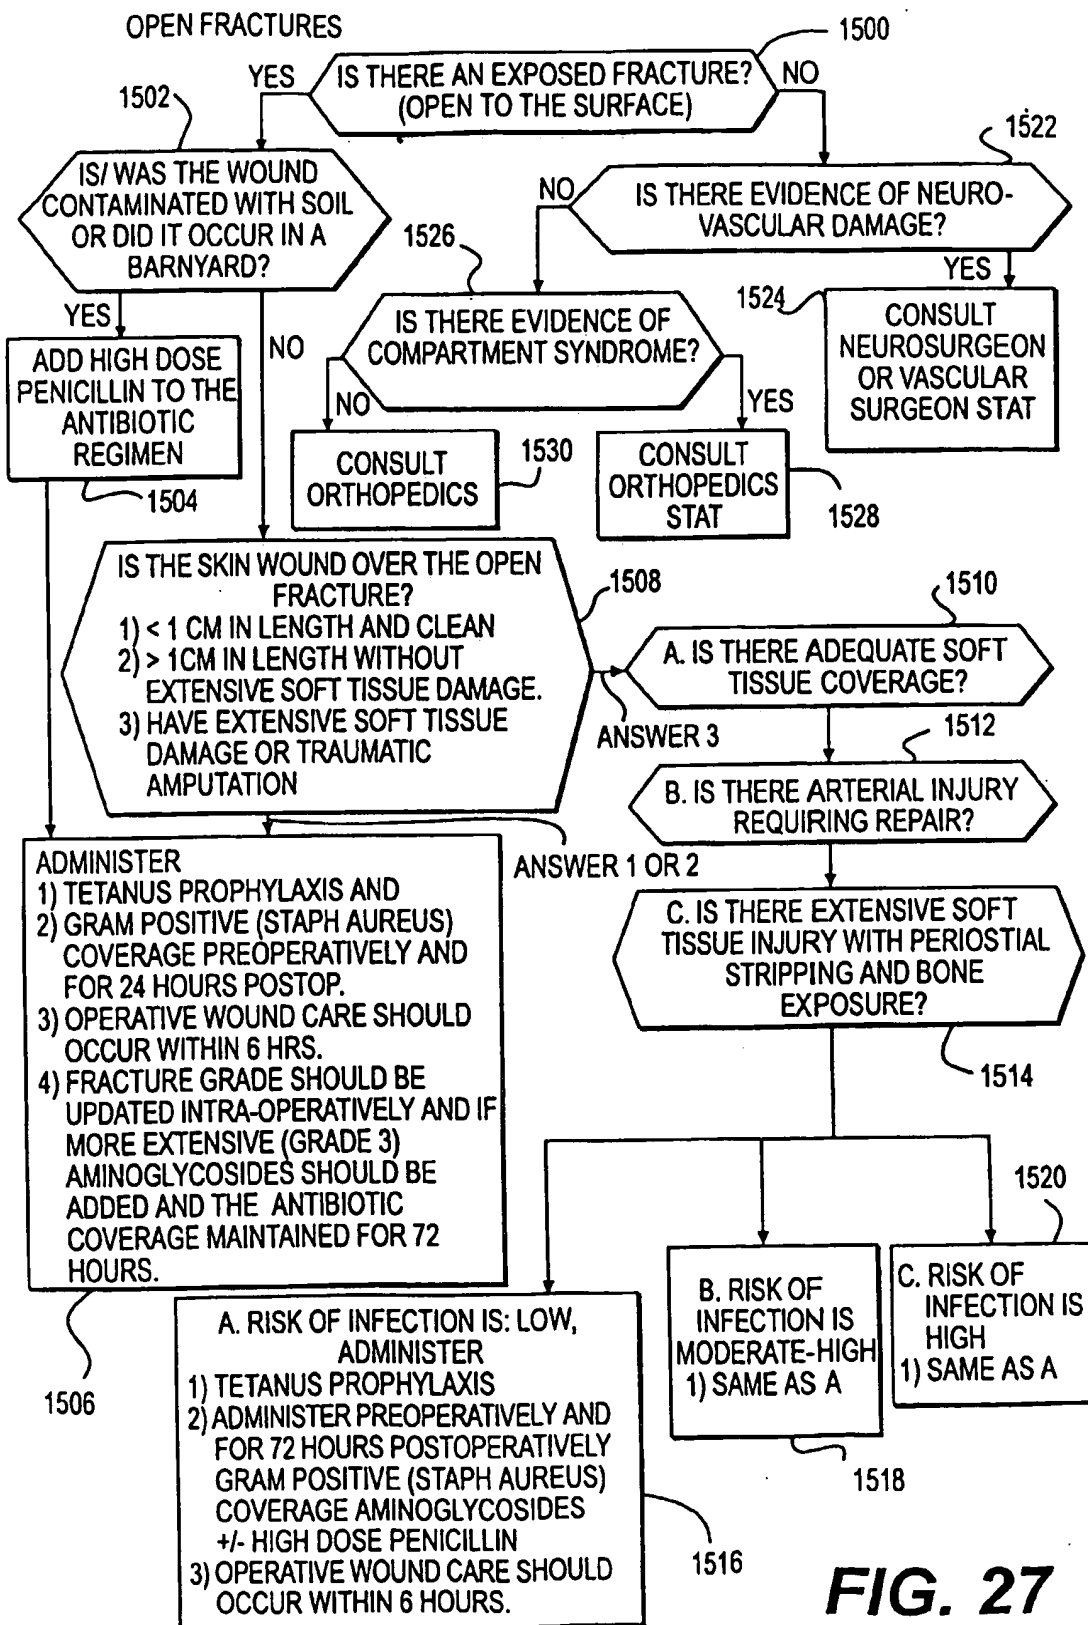 OPEN FRACTURES
1500
IS THERE AN EXPOSED FRACTURE?
(OPEN TO THE SURFACE)
YES
NO
1502
IS/ WAS THE WOUND
CONTAMINATED WITH SOIL
OR DID IT OCCUR IN A
BARNYARD?
1522
IS THERE EVIDENCE OF NEURO-
VASCULAR DAMAGE?
NO
YES
1526
IS THERE EVIDENCE OF
COMPARTMENT SYNDROME?
1524
CONSULT
NEUROSURGEON
OR VASCULAR
SURGEON STAT
YES
NO
ADD HIGH DOSE
PENICILLIN TO THE
ANTIBIOTIC
REGIMEN
1504
NO
YES
CONSULT
ORTHOPEDICS
1530
CONSULT
ORTHOPEDICS
STAT
1528
IS THE SKIN WOUND OVER THE OPEN
FRACTURE?
1) < 1 CM IN LENGTH AND CLEAN
2) > 1CM IN LENGTH WITHOUT
EXTENSIVE SOFT TISSUE DAMAGE.
3) HAVE EXTENSIVE SOFT TISSUE
DAMAGE OR TRAUMATIC
AMPUTATION
1508
ANSWER 3
ANSWER 1 OR 2
1510
A. IS THERE ADEQUATE SOFT
TISSUE COVERAGE?
1512
B. IS THERE ARTERIAL INJURY
REQUIRING REPAIR?
C. IS THERE EXTENSIVE SOFT
TISSUE INJURY WITH PERIOSTIAL
STRIPPING AND BONE
EXPOSURE?
1514
ADMINISTER
1) TETANUS PROPHYLAXIS AND
2) GRAM POSITIVE (STAPH AUREUS)
COVERAGE PREOPERATIVELY AND
FOR 24 HOURS POSTOP.
3) OPERATIVE WOUND CARE SHOULD
OCCUR WITHIN 6 HRS.
4) FRACTURE GRADE SHOULD BE
UPDATED INTRA-OPERATIVELY AND IF
MORE EXTENSIVE (GRADE 3)
AMINOGLYCOSIDES SHOULD BE
ADDED AND THE ANTIBIOTIC
COVERAGE MAINTAINED FOR 72
HOURS.
1506
A. RISK OF INFECTION IS: LOW,
ADMINISTER
1) TETANUS PROPHYLAXIS
2) ADMINISTER PREOPERATIVELY AND
FOR 72 HOURS POSTOPERATIVELY
GRAM POSITIVE (STAPH AUREUS)
COVERAGE AMINOGLYCOSIDES
+/- HIGH DOSE PENICILLIN
3) OPERATIVE WOUND CARE SHOULD
OCCUR WITHIN 6 HOURS.
1516
B. RISK OF
INFECTION IS
MODERATE-HIGH
1) SAME AS A
1518
1520
C. RISK OF
INFECTION IS
HIGH
1) SAME AS A
FIG. 27